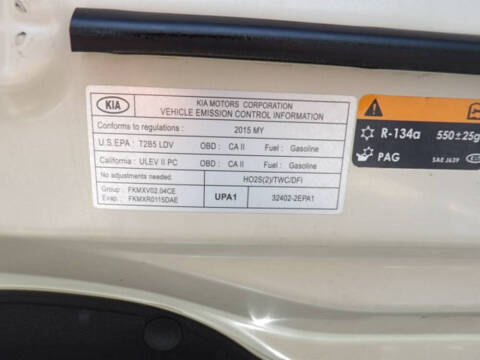 KIA
KIA MOTORS CORPORATION
VEHICLE EMISSION CONTROL INFORMATION
Conforms to regulations : 2015 MY
U.S. EPA : T2B5 LDV OBD : CA II Fuel : Gasoline
California : ULEV II PC OBD : CA II Fuel : Gasoline
No adjustments needed. HO2S(2)/TWC/DFI
Group : FKMXV02.04CE
Evap. : FKMXR0115DAE
UPA1 32402-2EPA1
R-134a 550±25g
PAG SAE J639